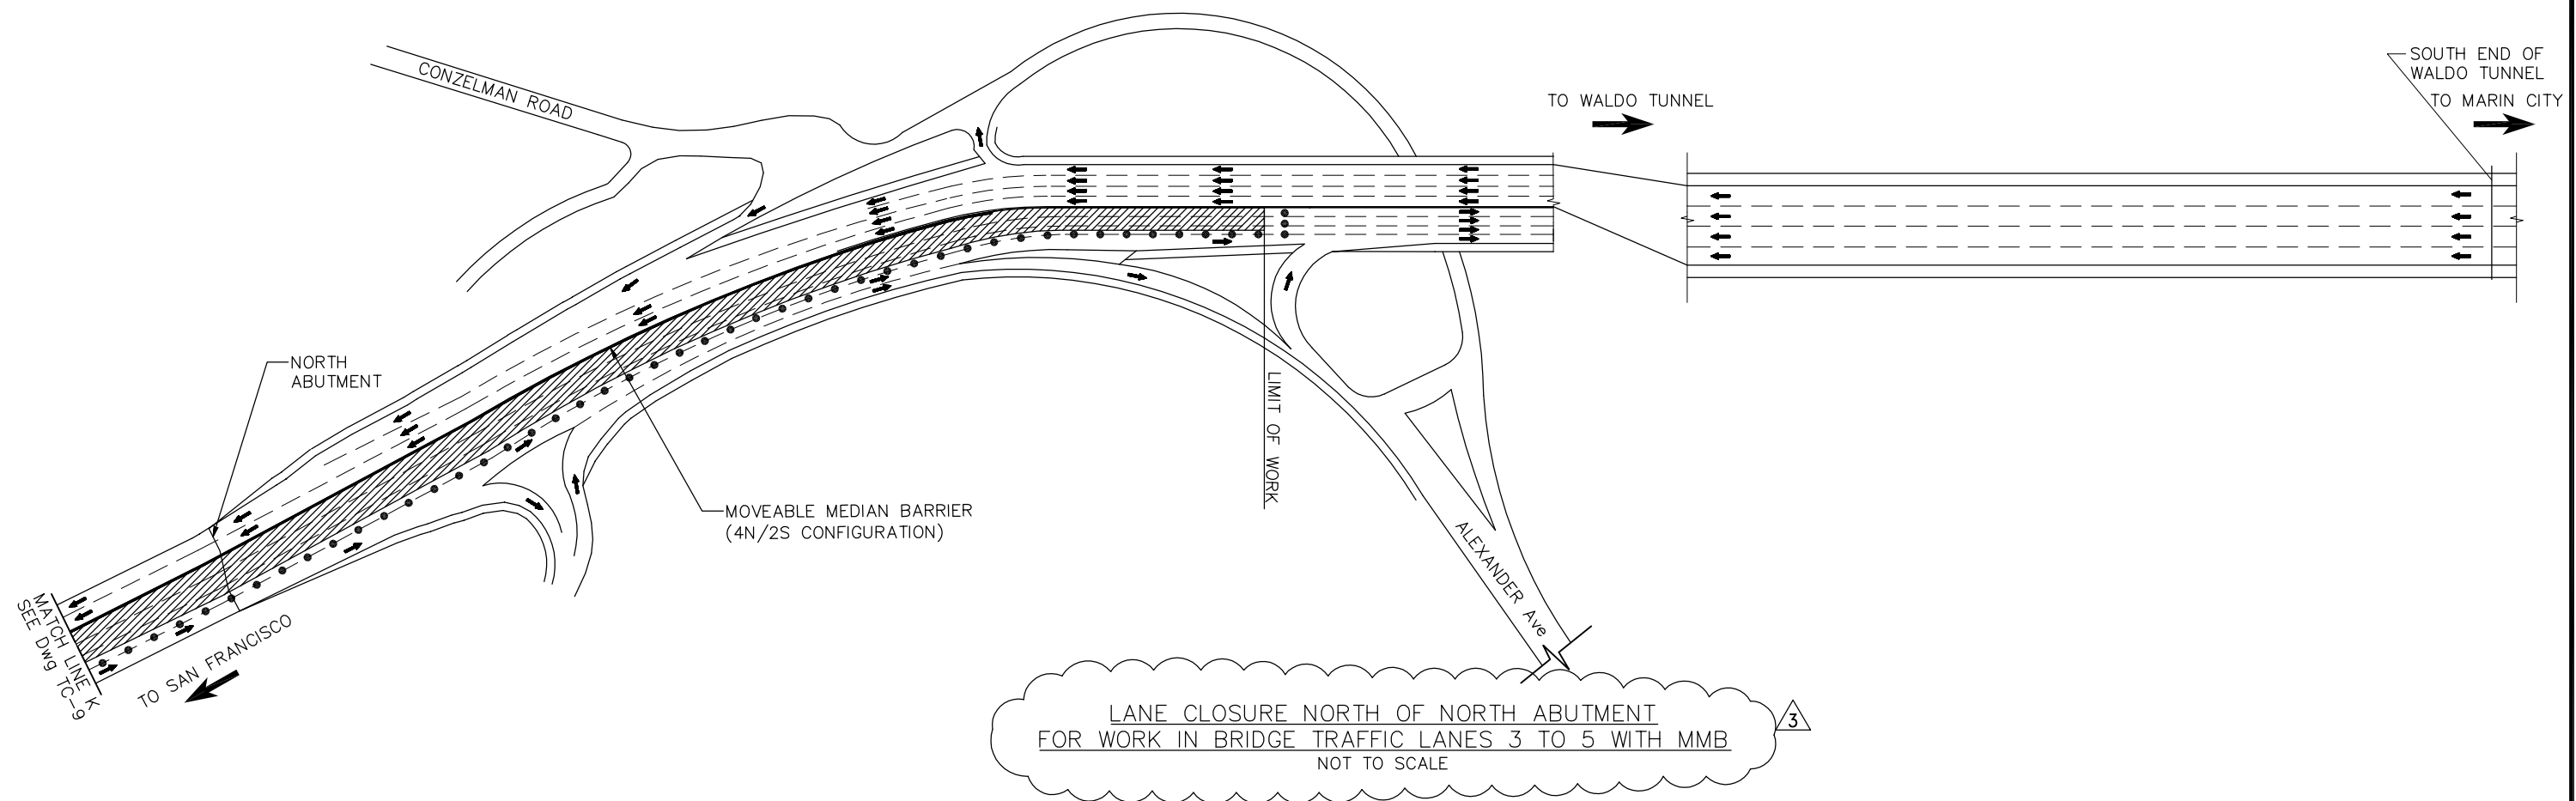 CONZELMAN ROAD
TO WALDO TUNNEL
SOUTH END OF
WALDO TUNNEL
TO MARIN CITY
NORTH
ABUTMENT
LIMIT OF WORK
MOVEABLE MEDIAN BARRIER
(4N/2S CONFIGURATION)
ALEXANDER Ave
MATCH LINE K
SEE Dwg TC-9
TO SAN FRANCISCO
LANE CLOSURE NORTH OF NORTH ABUTMENT
FOR WORK IN BRIDGE TRAFFIC LANES 3 TO 5 WITH MMB
NOT TO SCALE
3